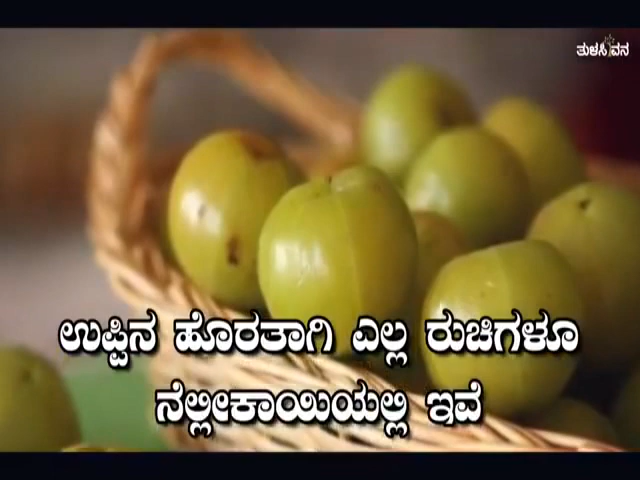 ತುಳಸಿವನ
ಉಪ್ಪಿನ ಹೊರತಾಗಿ ಎಲ್ಲ ರುಚಿಗಳೂ
ನೆಲ್ಲೀಕಾಯಿಯಲ್ಲಿ ಇವೆ